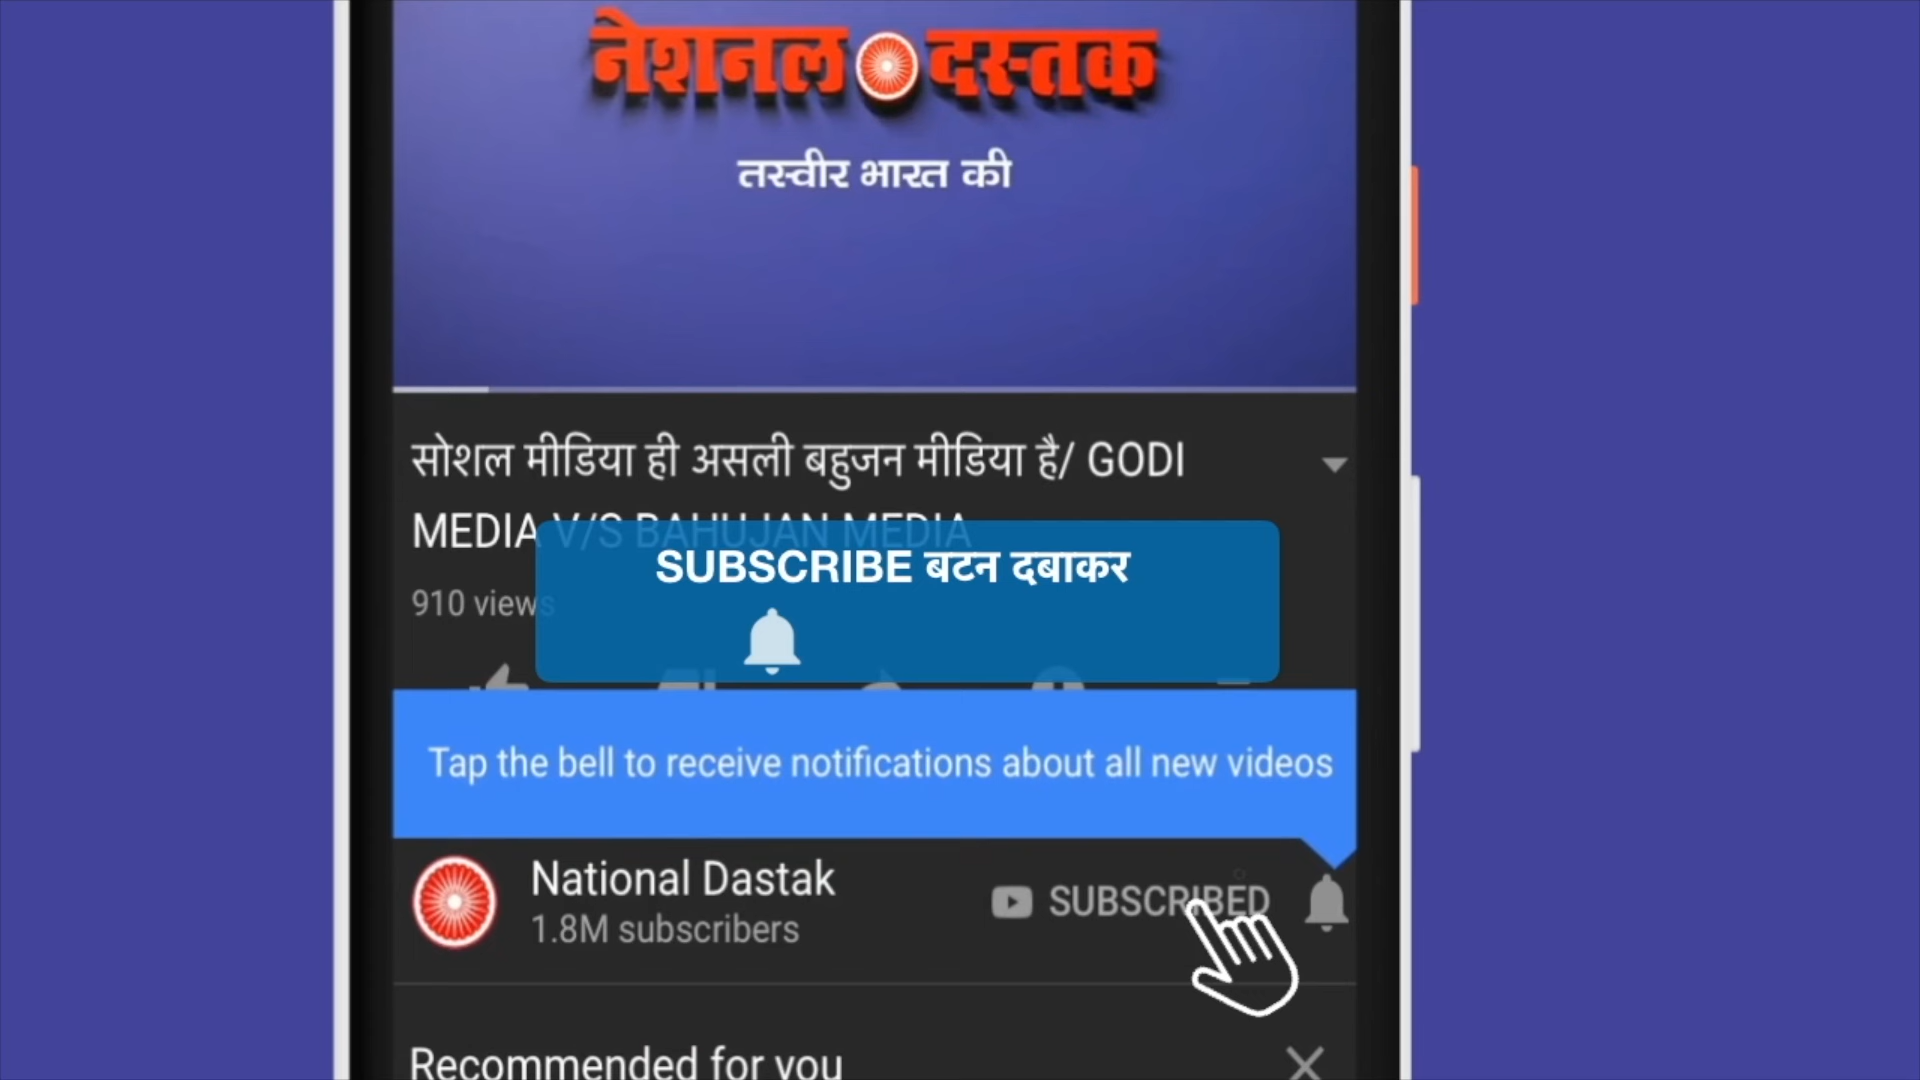 नेशनल दस्तक
तस्वीर भारत की
सोशल मीडिया ही असली बहुजन मीडिया है/ GODI
MEDIA V/S BAHUJAN MEDIA
SUBSCRIBE बटन दबाकर
910 views
Tap the bell to receive notifications about all new videos
National Dastak
SUBSCRIBED
1.8M subscribers
Recommended for you